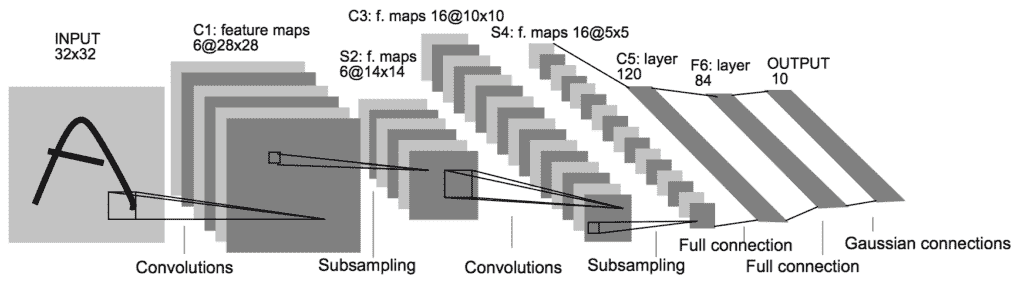 INPUT
32x32
C1: feature maps
6@28x28
S2: f. maps
6@14x14
C3: f. maps 16@10x10
S4: f. maps 16@5x5
C5: layer
120
F6: layer
84
OUTPUT
10
Convolutions
Subsampling
Convolutions
Subsampling
Full connection
Full connection
Gaussian connections